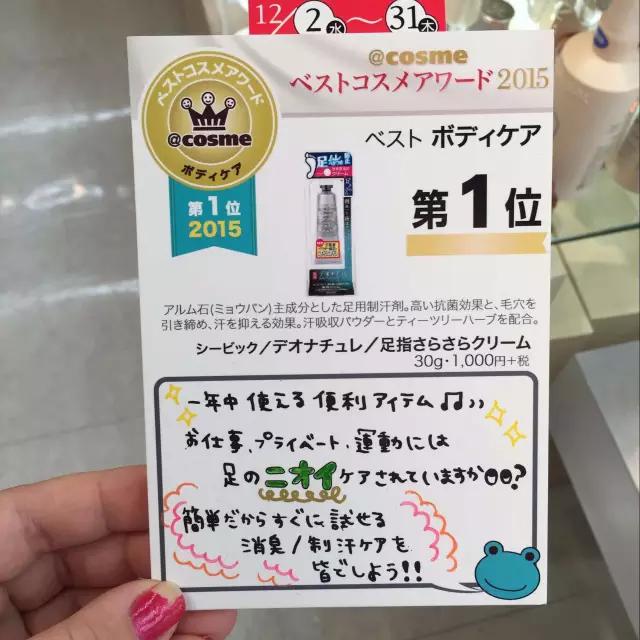 12/2水〜31木
@cosme
ベストコスメアワード2015
ベストコスメアワード
@cosme
ボディケア
第1位
2015
ベスト ボディケア
第1位
アルム石(ミョウバン)主成分とした足用制汗剤。高い抗菌効果と、毛穴を
引き締め、汗を抑える効果。汗吸収パウダーとティーツリーハーブを配合。
シービック/デオナチュレ/足指さらさらクリーム
30g・1,000円+税
一年中使える便利アイテム♫♪♪
お仕事、プライベート、運動には
足のニオイケアされていますか??
簡単だからすぐに試せる
消臭/制汗ケアを
皆でしよう!!